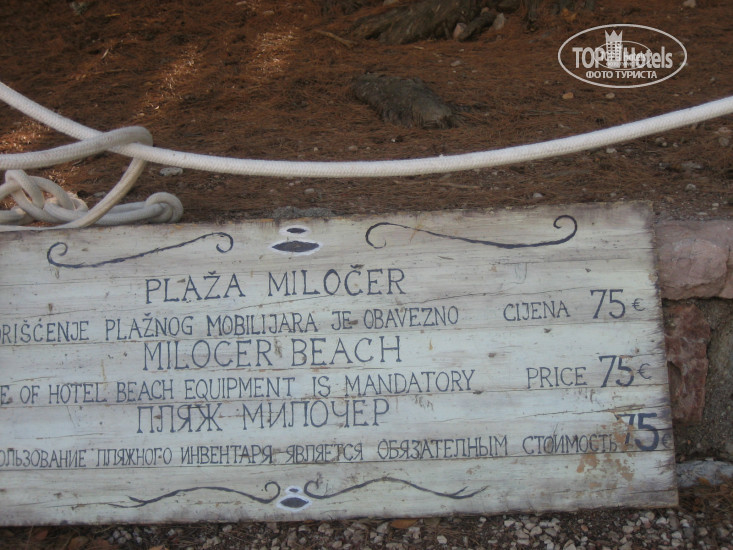 TOP Hotels
ФОТО ТУРИСТА
PLAŽA MILOČER
ORIŠĆENJE PLAŽNOG MOBILIJARA JE OBAVEZNO CIJENA 75 €
MILOCER BEACH
E OF HOTEL BEACH EQUIPMENT IS MANDATORY PRICE 75 €
ПЛЯЖ МИЛОЧЕР
ОЛЬЗОВАНИЕ ПЛЯЖНОГО ИНВЕНТАРЯ ЯВЛЯЕТСЯ ОБЯЗАТЕЛЬНЫМ СТОИМОСТЬ 75 €